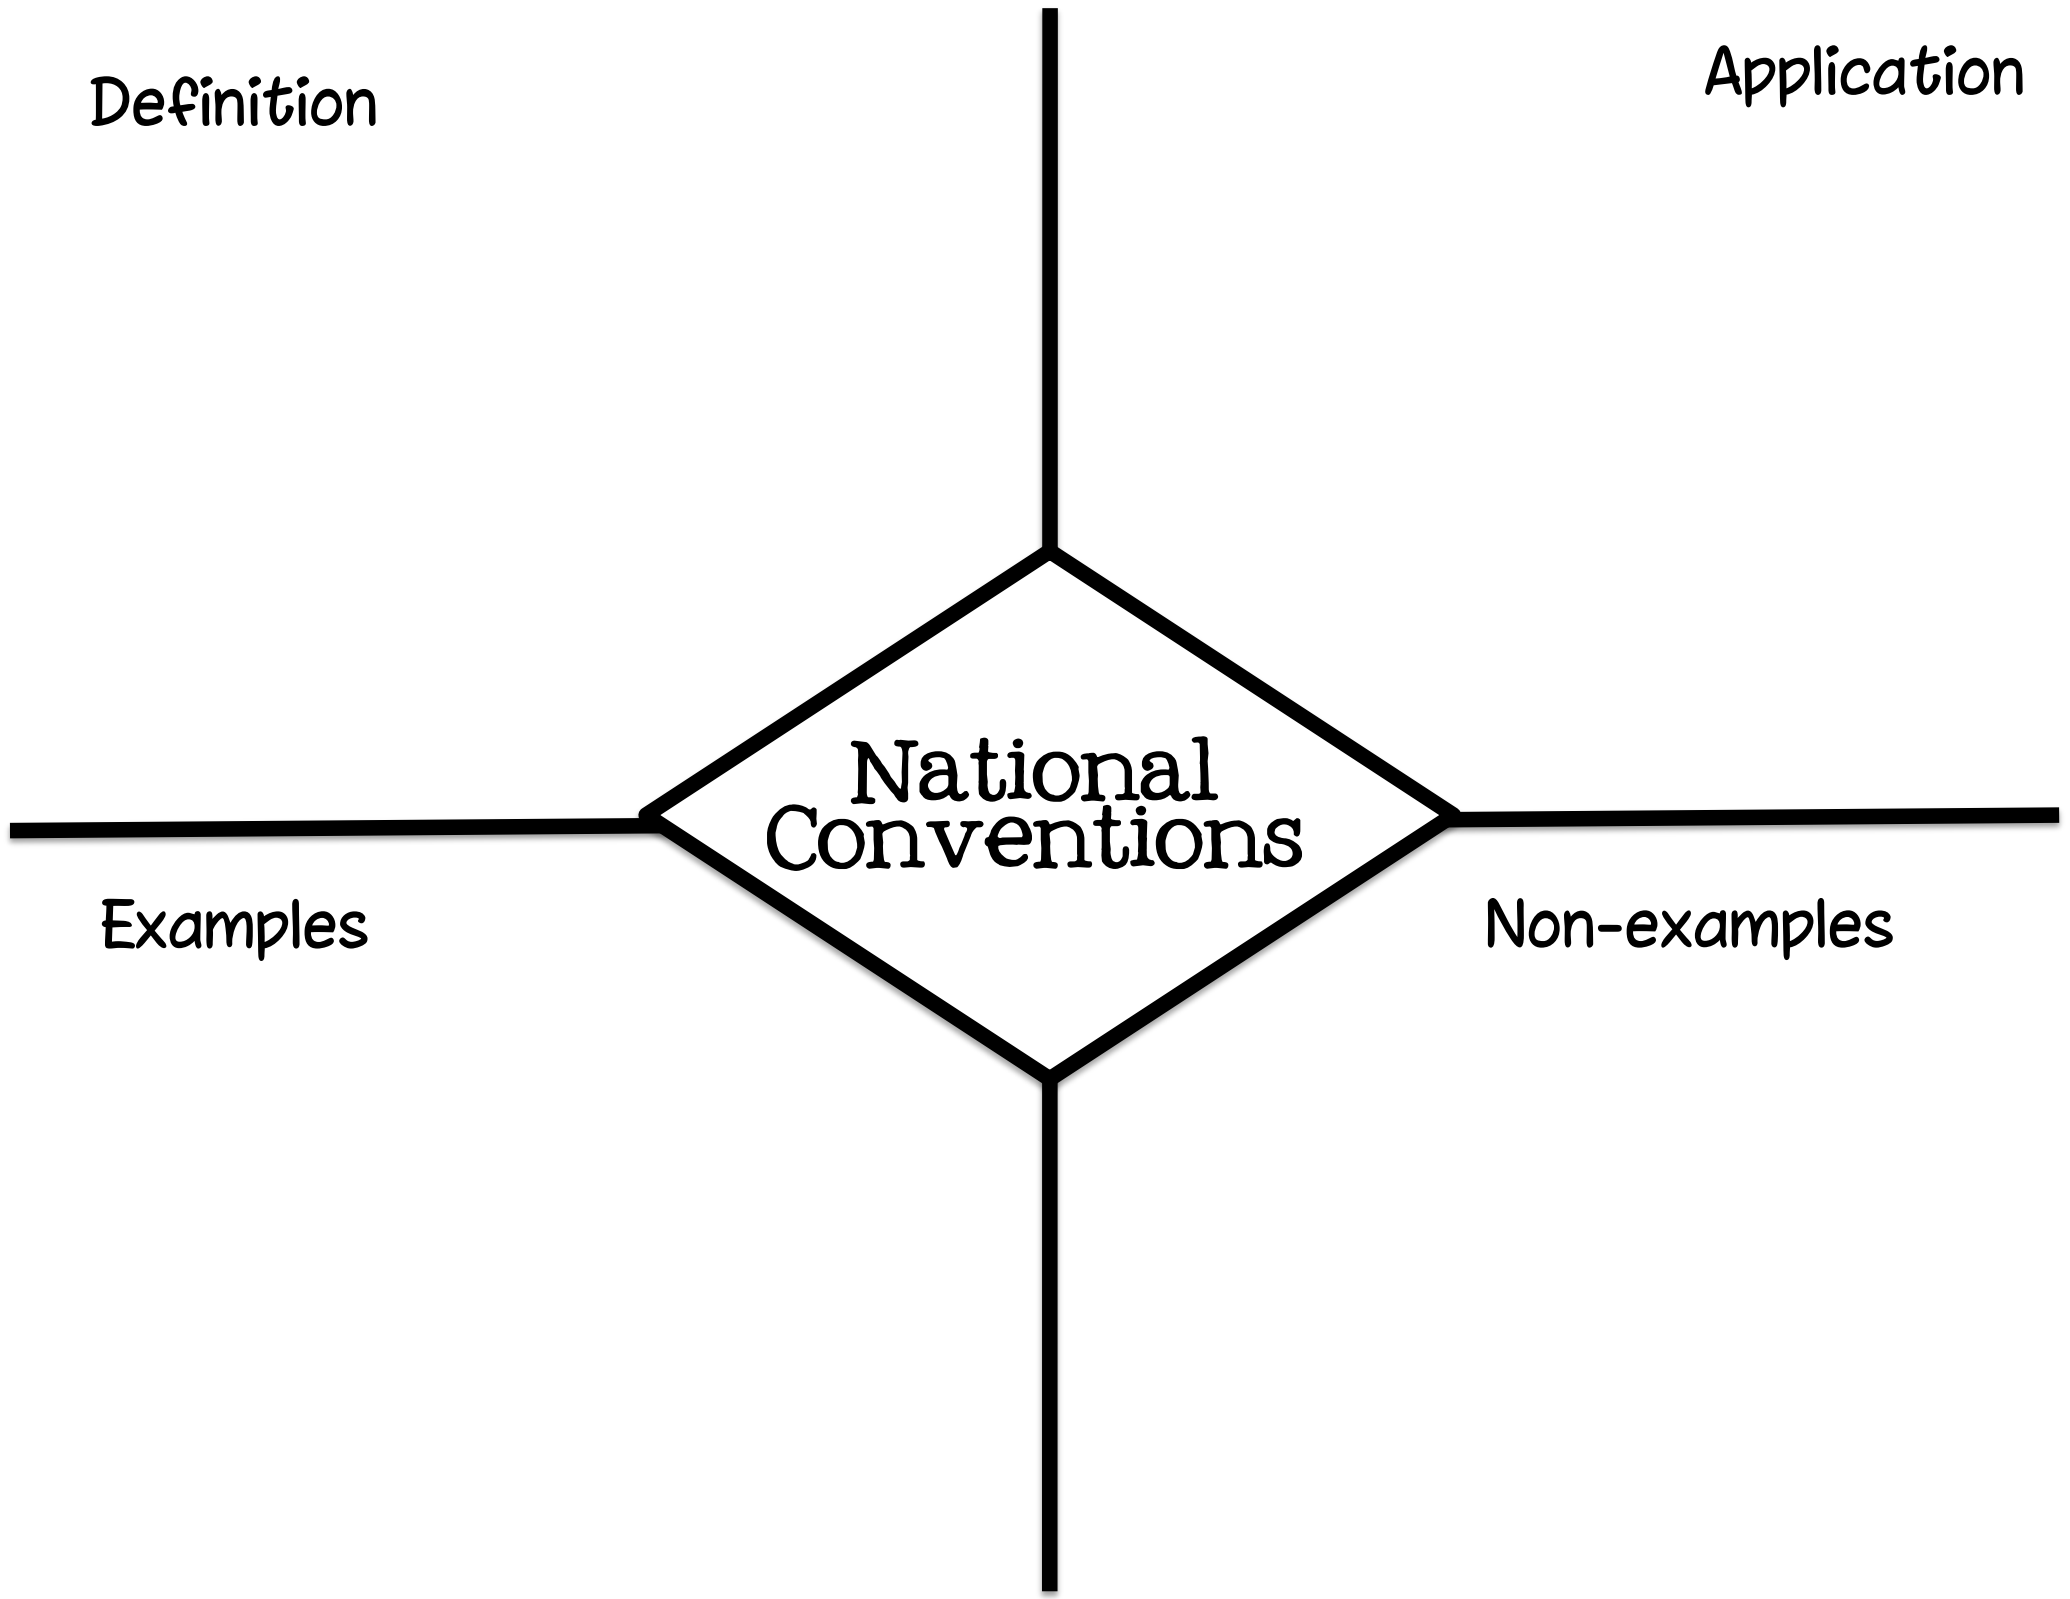 Definition
Application
National
Conventions
Examples
Non-examples